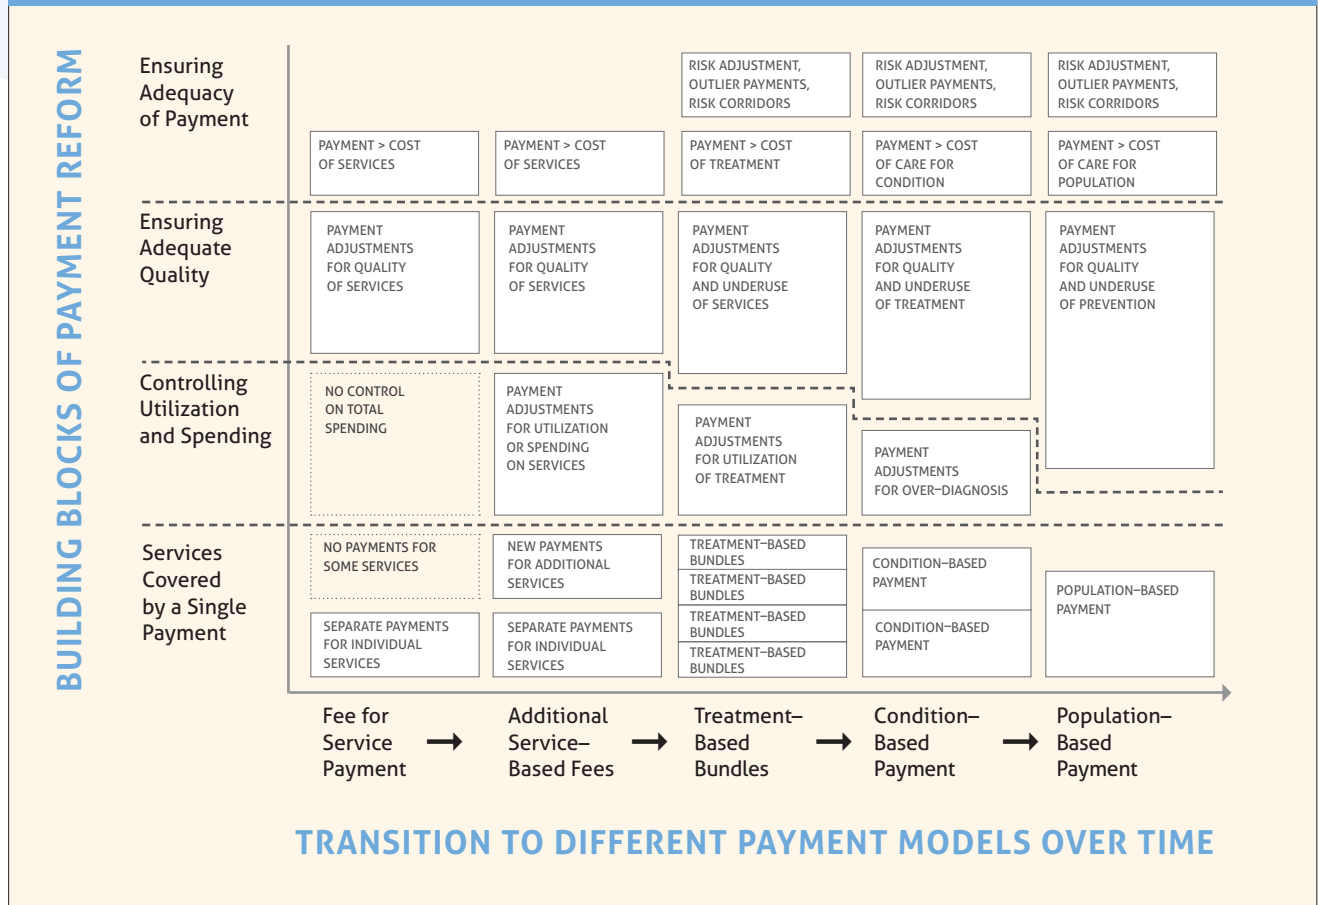 BUILDING BLOCKS OF PAYMENT REFORM
Ensuring
Adequacy
of Payment
RISK ADJUSTMENT,
OUTLIER PAYMENTS,
RISK CORRIDORS
RISK ADJUSTMENT,
OUTLIER PAYMENTS,
RISK CORRIDORS
RISK ADJUSTMENT,
OUTLIER PAYMENTS,
RISK CORRIDORS
PAYMENT > COST
OF SERVICES
PAYMENT > COST
OF SERVICES
PAYMENT > COST
OF TREATMENT
PAYMENT > COST
OF CARE FOR
CONDITION
PAYMENT > COST
OF CARE FOR
POPULATION
Ensuring
Adequate
Quality
PAYMENT
ADJUSTMENTS
FOR QUALITY
OF SERVICES
PAYMENT
ADJUSTMENTS
FOR QUALITY
OF SERVICES
PAYMENT
ADJUSTMENTS
FOR QUALITY
AND UNDERUSE
OF SERVICES
PAYMENT
ADJUSTMENTS
FOR QUALITY
AND UNDERUSE
OF TREATMENT
PAYMENT
ADJUSTMENTS
FOR QUALITY
AND UNDERUSE
OF PREVENTION
Controlling
Utilization
and Spending
NO CONTROL
ON TOTAL
SPENDING
PAYMENT
ADJUSTMENTS
FOR UTILIZATION
OR SPENDING
ON SERVICES
PAYMENT
ADJUSTMENTS
FOR UTILIZATION
OF TREATMENT
PAYMENT
ADJUSTMENTS
FOR OVER–DIAGNOSIS
Services
Covered
by a Single
Payment
NO PAYMENTS FOR
SOME SERVICES
NEW PAYMENTS
FOR ADDITIONAL
SERVICES
TREATMENT–BASED
BUNDLES
TREATMENT–BASED
BUNDLES
TREATMENT–BASED
BUNDLES
TREATMENT–BASED
BUNDLES
CONDITION–BASED
PAYMENT
CONDITION–BASED
PAYMENT
POPULATION–BASED
PAYMENT
SEPARATE PAYMENTS
FOR INDIVIDUAL
SERVICES
SEPARATE PAYMENTS
FOR INDIVIDUAL
SERVICES
Fee for
Service
Payment
Additional
Service–
Based Fees
Treatment–
Based
Bundles
Condition–
Based
Payment
Population–
Based
Payment
TRANSITION TO DIFFERENT PAYMENT MODELS OVER TIME